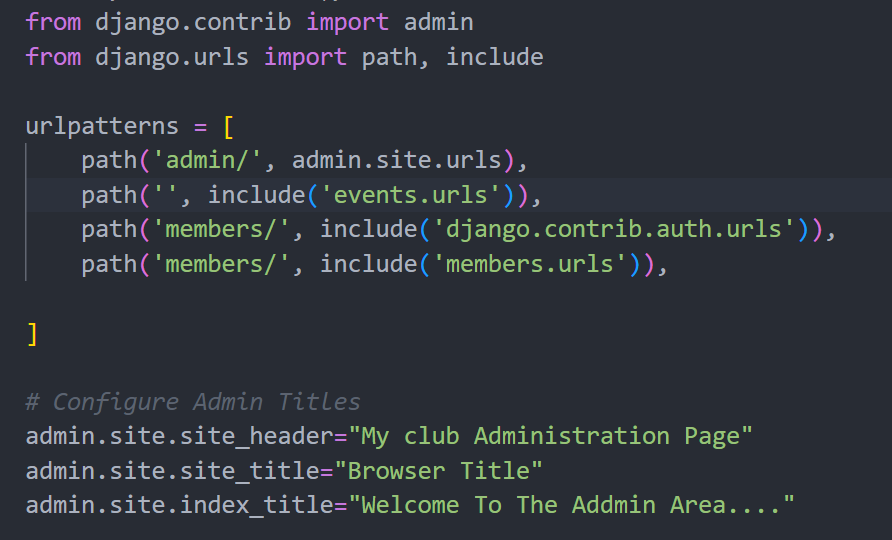 from django.contrib import admin
from django.urls import path, include
urlpatterns = [
    path('admin/', admin.site.urls),
    path('', include('events.urls')),
    path('members/', include('django.contrib.auth.urls')),
    path('members/', include('members.urls')),
]
# Configure Admin Titles
admin.site.site_header="My club Administration Page"
admin.site.site_title="Browser Title"
admin.site.index_title="Welcome To The Addmin Area...."